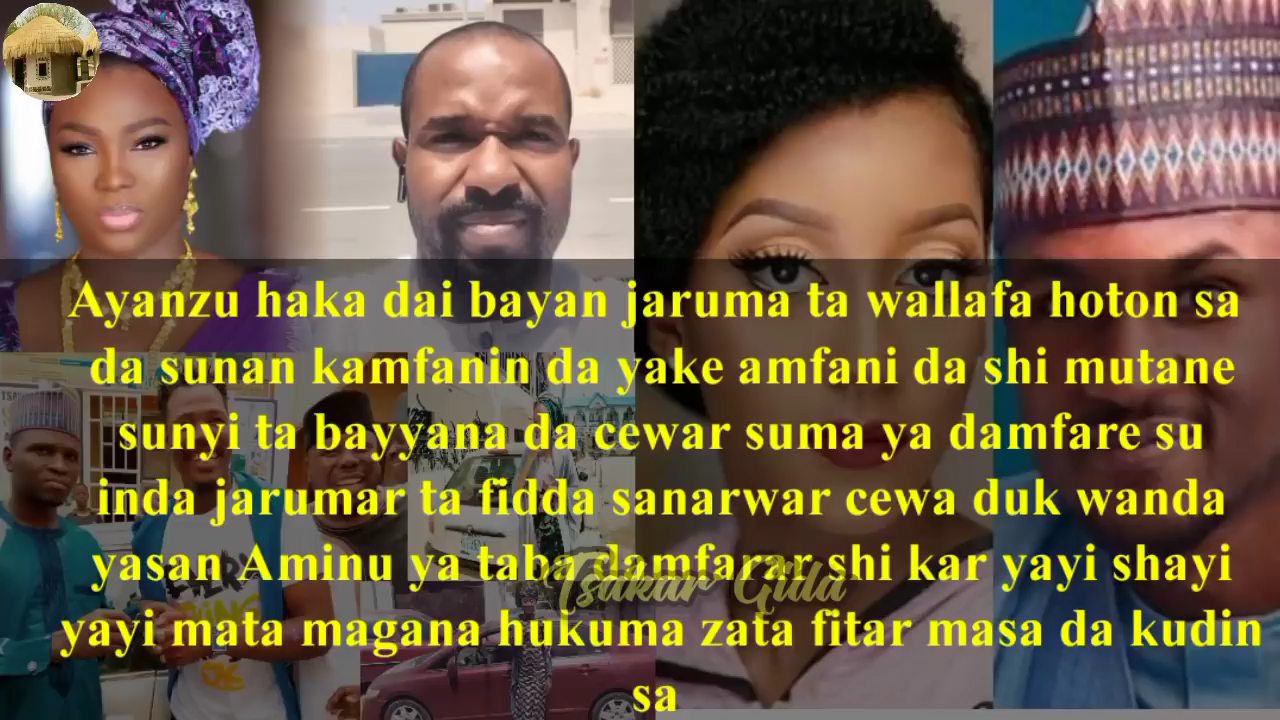 Ayanzu haka dai bayan jaruma ta wallafa hoton sa
da sunan kamfanin da yake amfani da shi mutane
sunyi ta bayyana da cewar suma ya damfare su
inda jarumar ta fidda sanarwar cewa duk wanda
yasan Aminu ya taba damfarar shi kar yayi shayi
yayi mata magana hukuma zata fitar masa da kudin
sa
Tsakar Gida